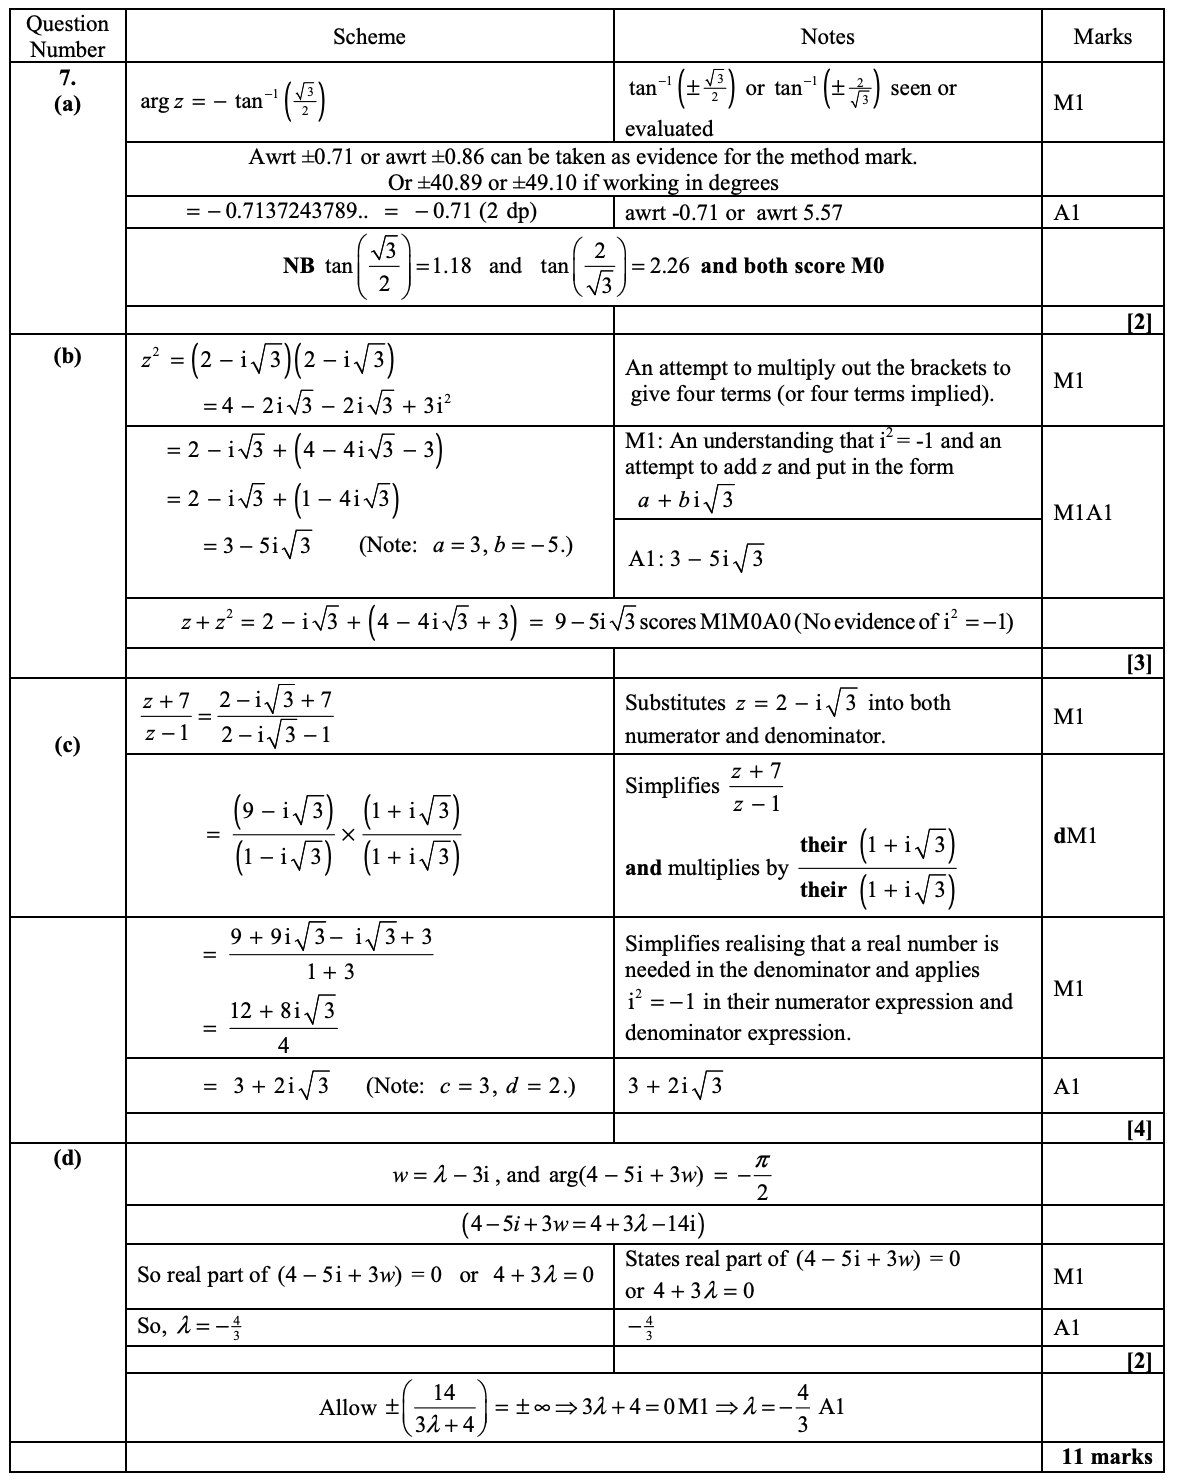 Question Number | Scheme | Notes | Marks
7.
(a) | arg z = − tan⁻¹(√3/2) | tan⁻¹(±√3/2) or tan⁻¹(±2/√3) seen or evaluated | M1
Awrt ±0.71 or awrt ±0.86 can be taken as evidence for the method mark.
Or ±40.89 or ±49.10 if working in degrees
= − 0.7137243789.. = − 0.71 (2 dp) | awrt -0.71 or awrt 5.57 | A1
NB tan(√3/2) = 1.18 and tan(2/√3) = 2.26 and both score M0
[2]
(b) | z² = (2 − i√3)(2 − i√3)
= 4 − 2i√3 − 2i√3 + 3i²
An attempt to multiply out the brackets to
give four terms (or four terms implied). | M1
= 2 − i√3 + (4 − 4i√3 − 3)
= 2 − i√3 + (1 − 4i√3)
= 3 − 5i√3 (Note: a = 3, b = −5.)
M1: An understanding that i² = -1 and an
attempt to add z and put in the form
a + bi√3
A1: 3 − 5i√3
M1A1
z + z² = 2 − i√3 + (4 − 4i√3 + 3) = 9 − 5i√3 scores M1M0A0 (No evidence of i² = −1)
[3]
(c) | (z + 7)/(z − 1) = (2 − i√3 + 7)/(2 − i√3 − 1)
Substitutes z = 2 − i√3 into both
numerator and denominator. | M1
= (9 − i√3)/(1 − i√3) × (1 + i√3)/(1 + i√3)
Simplifies (z + 7)/(z − 1)
and multiplies by their (1 + i√3)/their (1 + i√3)
dM1
= (9 + 9i√3 − i√3 + 3)/(1 + 3)
= (12 + 8i√3)/4
Simplifies realising that a real number is
needed in the denominator and applies
i² = −1 in their numerator expression and
denominator expression.
M1
= 3 + 2i√3 (Note: c = 3, d = 2.) | 3 + 2i√3 | A1
[4]
(d) | w = λ − 3i , and arg(4 − 5i + 3w) = −π/2
(4 − 5i + 3w = 4 + 3λ − 14i)
So real part of (4 − 5i + 3w) = 0 or 4 + 3λ = 0
States real part of (4 − 5i + 3w) = 0
or 4 + 3λ = 0
M1
So, λ = −4/3 | −4/3 | A1
[2]
Allow ±(14/(3λ + 4)) = ±∞ ⇒ 3λ + 4 = 0 M1 ⇒ λ = −4/3 A1
11 marks